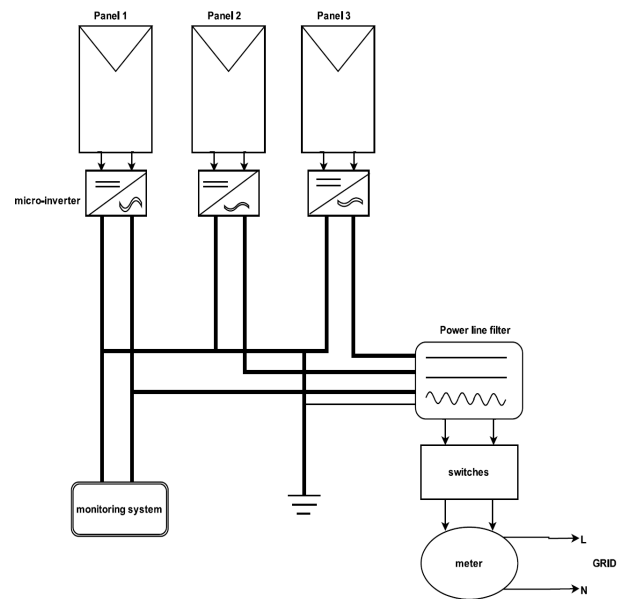 Panel 1
Panel 2
Panel 3
micro-inverter
Power line filter
switches
monitoring system
meter
L
GRID
N